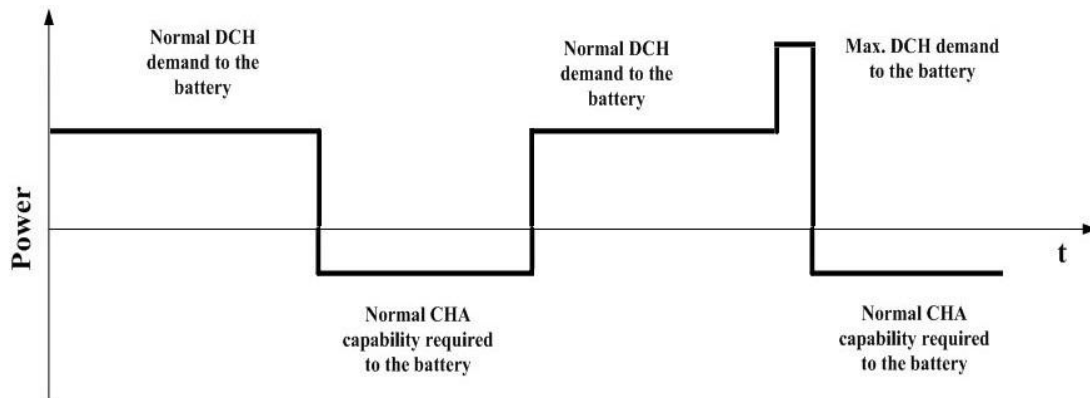 Normal DCH
demand to the
battery
Normal DCH
demand to the
battery
Max. DCH demand
to the battery
Power
t
Normal CHA
capability required
to the battery
Normal CHA
capability required
to the battery